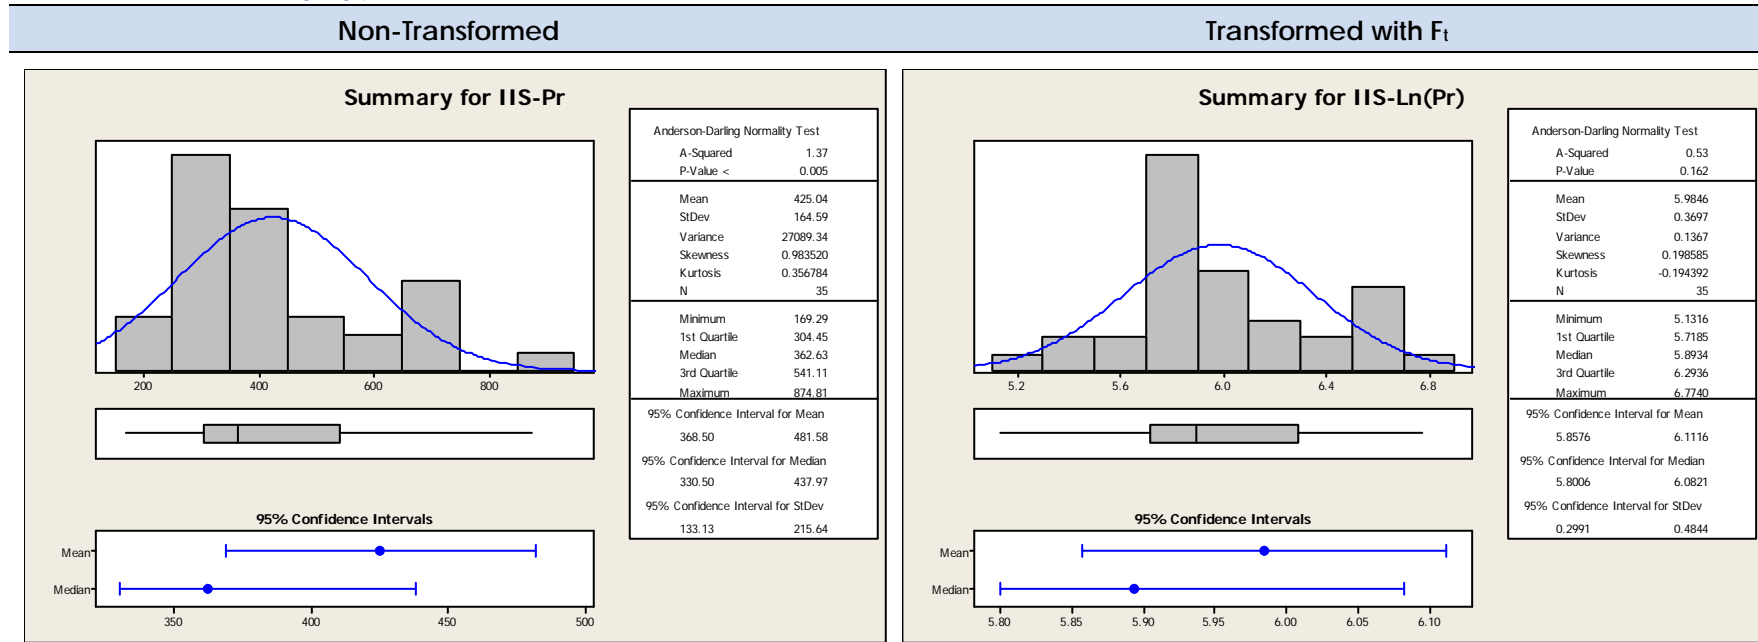 Non-Transformed
Transformed with Ft
Summary for IIS-Pr
Anderson-Darling Normality Test
A-Squared 1.37
P-Value < 0.005
Mean 425.04
StDev 164.59
Variance 27089.34
Skewness 0.983520
Kurtosis 0.356784
N 35
Minimum 169.29
1st Quartile 304.45
Median 362.63
3rd Quartile 541.11
Maximum 874.81
95% Confidence Interval for Mean
368.50 481.58
95% Confidence Interval for Median
330.50 437.97
95% Confidence Interval for StDev
133.13 215.64
200 400 600 800
95% Confidence Intervals
Mean
Median
350 400 450 500
Summary for IIS-Ln(Pr)
Anderson-Darling Normality Test
A-Squared 0.53
P-Value 0.162
Mean 5.9846
StDev 0.3697
Variance 0.1367
Skewness 0.198585
Kurtosis -0.194392
N 35
Minimum 5.1316
1st Quartile 5.7185
Median 5.8934
3rd Quartile 6.2936
Maximum 6.7740
95% Confidence Interval for Mean
5.8576 6.1116
95% Confidence Interval for Median
5.8006 6.0821
95% Confidence Interval for StDev
0.2991 0.4844
5.2 5.6 6.0 6.4 6.8
95% Confidence Intervals
Mean
Median
5.80 5.85 5.90 5.95 6.00 6.05 6.10